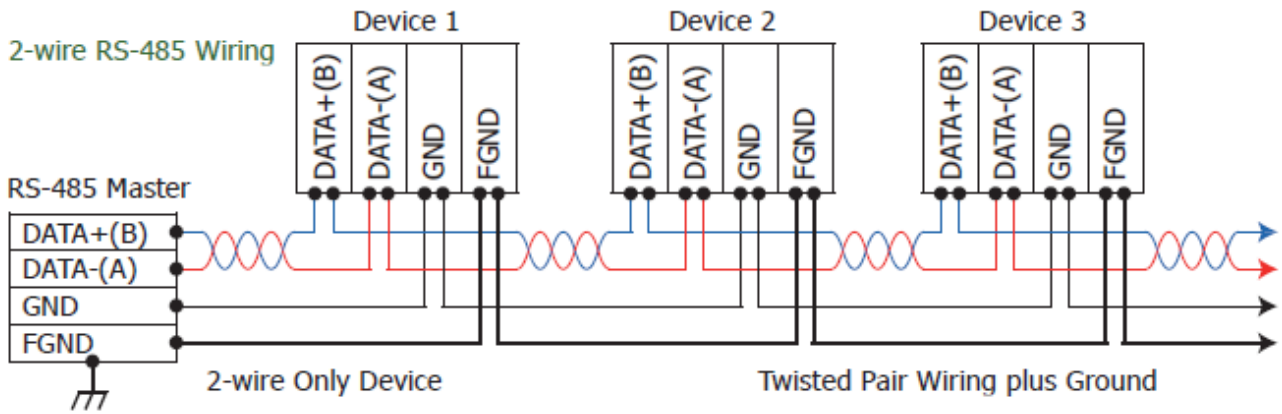 Device 1
Device 2
Device 3
2-wire RS-485 Wiring
DATA+(B)
DATA-(A)
GND
FGND
DATA+(B)
DATA-(A)
GND
FGND
DATA+(B)
DATA-(A)
GND
FGND
RS-485 Master
DATA+(B)
DATA-(A)
GND
FGND
2-wire Only Device
Twisted Pair Wiring plus Ground